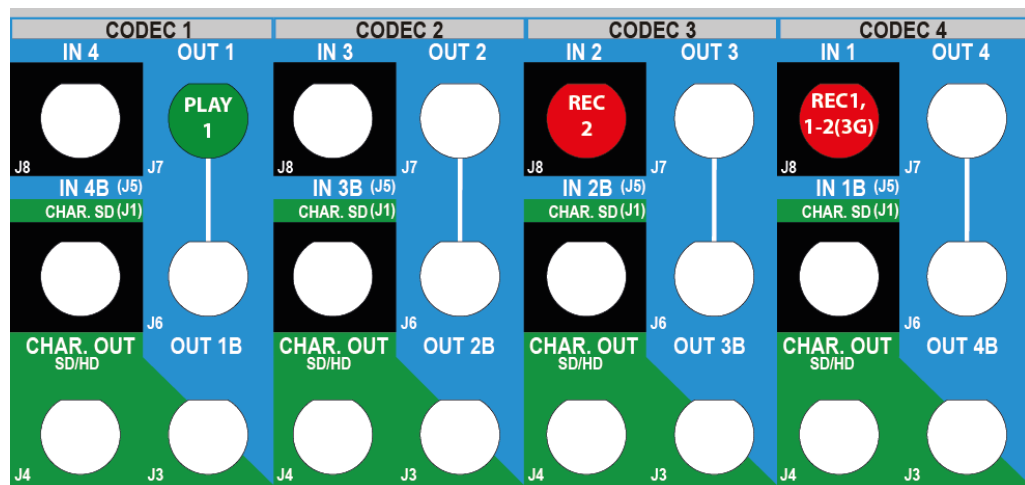 CODEC 1 CODEC 2 CODEC 3 CODEC 4
IN 4 OUT 1 IN 3 OUT 2 IN 2 OUT 3 IN 1 OUT 4
PLAY 1 REC 2 REC1, 1-2(3G)
J8 J7 J8 J7 J8 J7 J8 J7
IN 4B (J5) IN 3B (J5) IN 2B (J5) IN 1B (J5)
CHAR. SD (J1) CHAR. SD (J1) CHAR. SD (J1) CHAR. SD (J1)
J6 J6 J6 J6
CHAR. OUT OUT 1B CHAR. OUT OUT 2B CHAR. OUT OUT 3B CHAR. OUT OUT 4B
SD/HD SD/HD SD/HD SD/HD
J4 J3 J4 J3 J4 J3 J4 J3